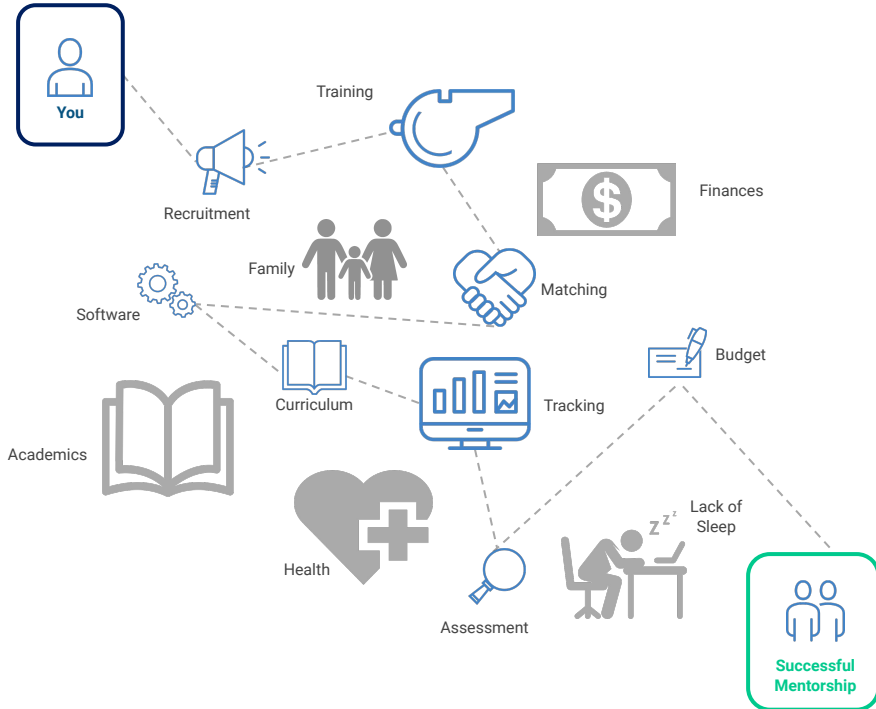 You
Training
Recruitment
Finances
Family
Matching
Software
Budget
Curriculum
Tracking
Academics
z z z
Lack of
Sleep
Health
Assessment
Successful
Mentorship